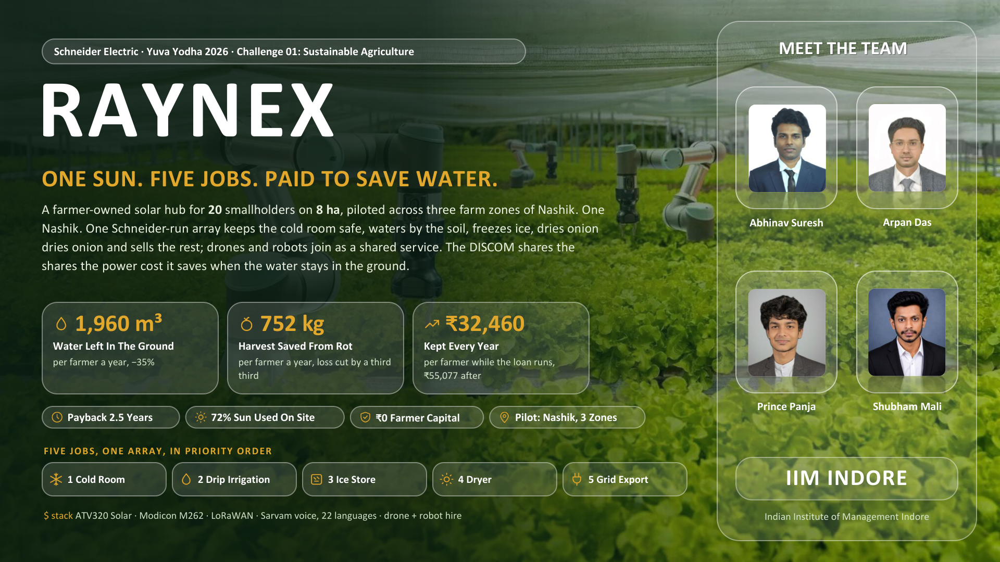 Schneider Electric · Yuva Yodha 2026 · Challenge 01: Sustainable Agriculture
RAYNEX
ONE SUN. FIVE JOBS. PAID TO SAVE WATER.
A farmer-owned solar hub for 20 smallholders on 8 ha, piloted across three farm zones of Nashik. One
Nashik. One Schneider-run array keeps the cold room safe, waters by the soil, freezes ice, dries onion
dries onion and sells the rest; drones and robots join as a shared service. The DISCOM shares the
shares the power cost it saves when the water stays in the ground.
1,960 m³
Water Left In The Ground
per farmer a year, −35%
752 kg
Harvest Saved From Rot
per farmer a year, loss cut by a third
third
₹32,460
Kept Every Year
per farmer while the loan runs,
₹55,077 after
Payback 2.5 Years
72% Sun Used On Site
₹0 Farmer Capital
Pilot: Nashik, 3 Zones
FIVE JOBS, ONE ARRAY, IN PRIORITY ORDER
1 Cold Room
2 Drip Irrigation
3 Ice Store
4 Dryer
5 Grid Export
$ stack ATV320 Solar · Modicon M262 · LoRaWAN · Sarvam voice, 22 languages · drone + robot hire
MEET THE TEAM
Abhinav Suresh
Arpan Das
Prince Panja
Shubham Mali
IIM INDORE
Indian Institute of Management Indore